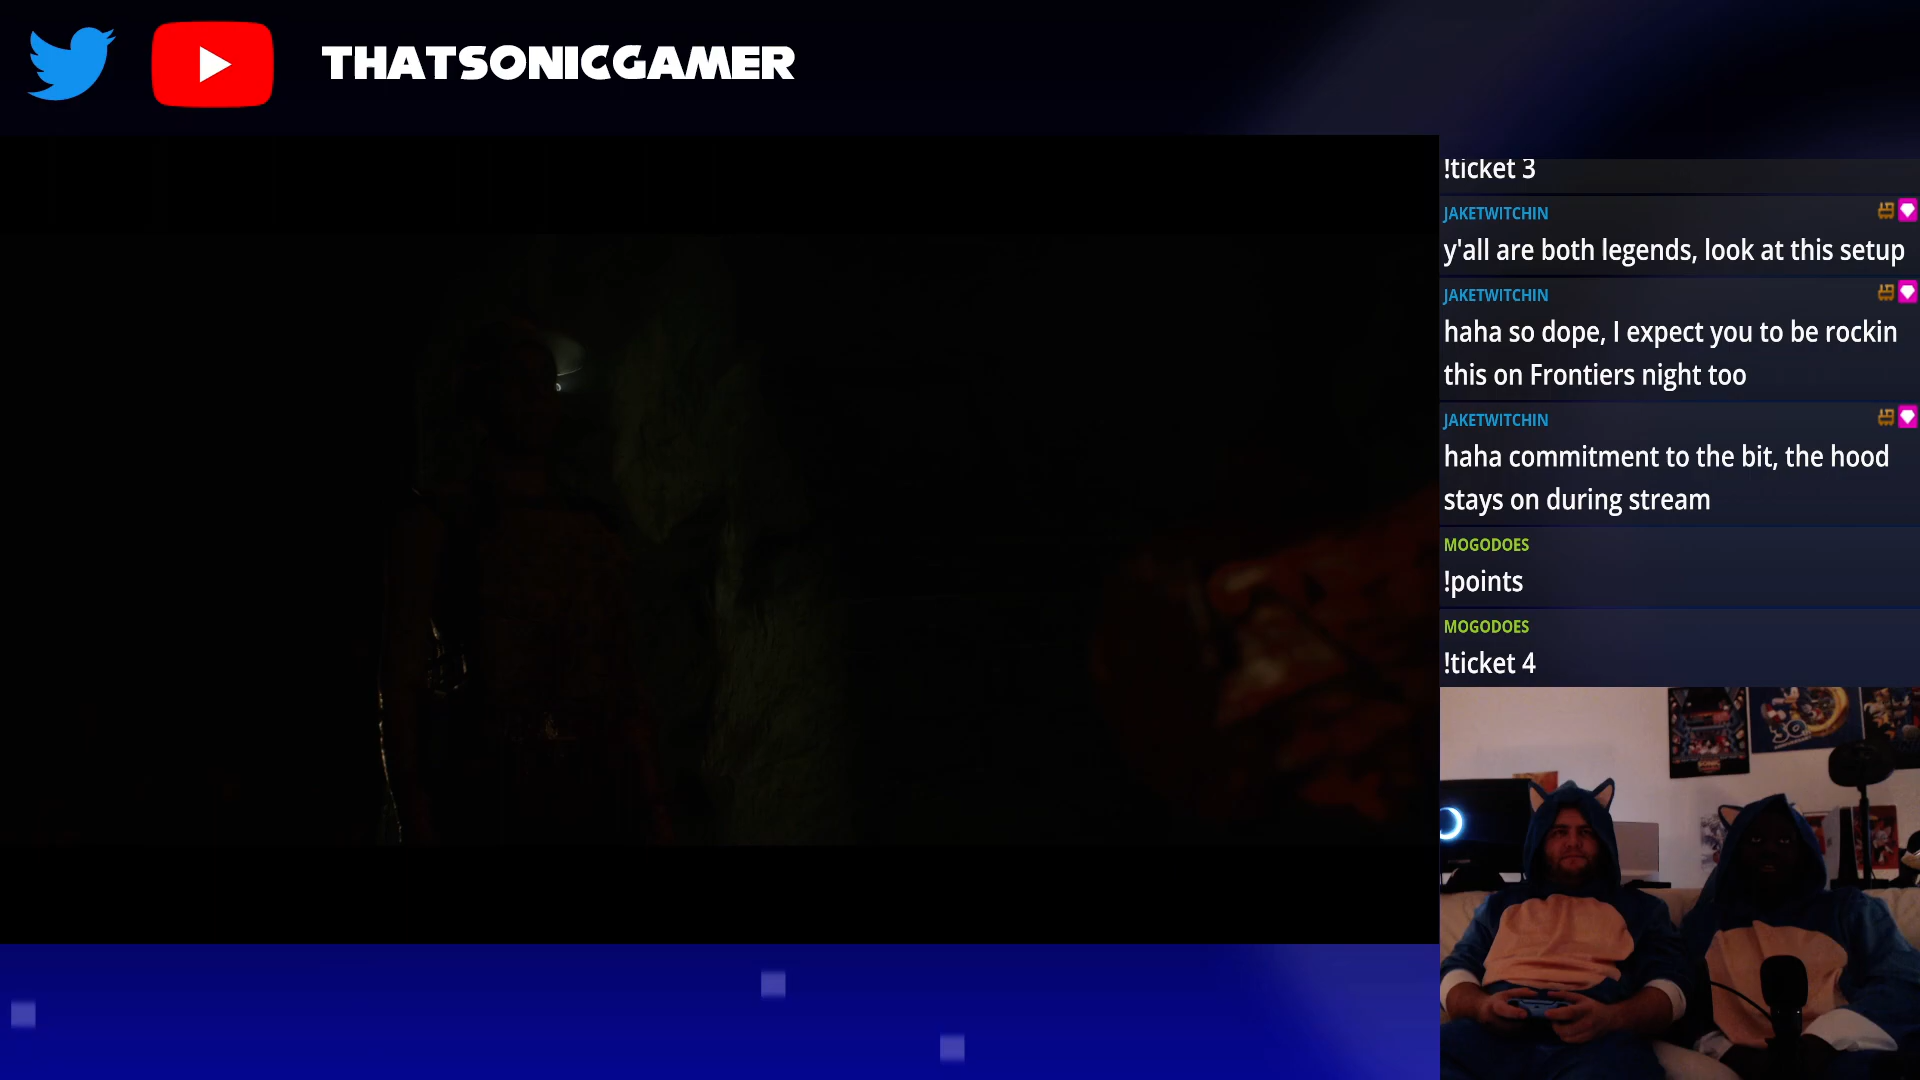 THATSONICGAMER
!ticket 3
JAKETWITCHIN
y'all are both legends, look at this setup
JAKETWITCHIN
haha so dope, I expect you to be rockin
this on Frontiers night too
JAKETWITCHIN
haha commitment to the bit, the hood
stays on during stream
MOGODOES
!points
MOGODOES
!ticket 4
30
SONIC